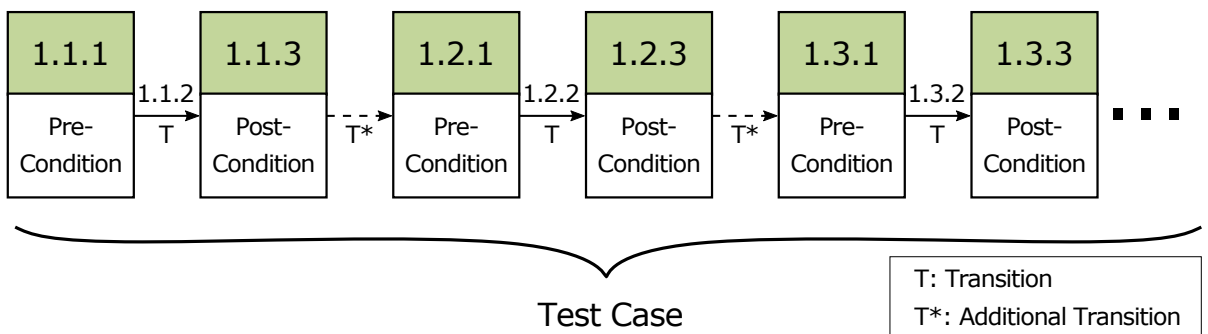 1.1.1
1.1.3
1.2.1
1.2.3
1.3.1
1.3.3
1.1.2
1.2.2
1.3.2
Pre-
Condition
T
Post-
Condition
T*
Pre-
Condition
T
Post-
Condition
T*
Pre-
Condition
T
Post-
Condition
Test Case
T: Transition
T*: Additional Transition